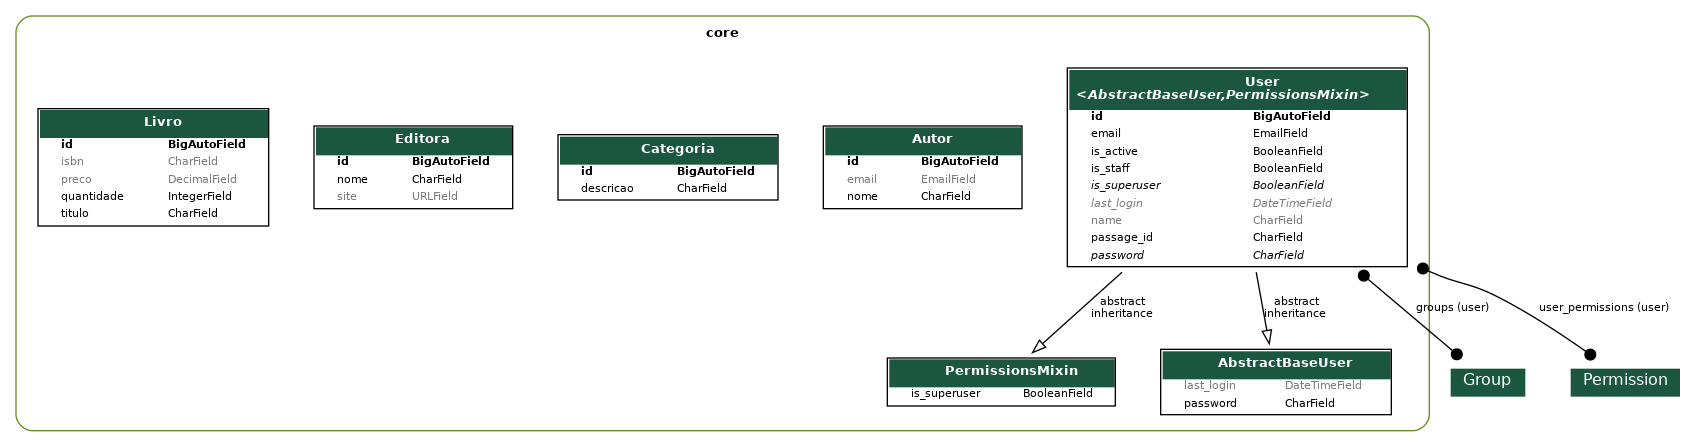 core
Livro
id BigAutoField
isbn CharField
preco DecimalField
quantidade IntegerField
titulo CharField
Editora
id BigAutoField
nome CharField
site URLField
Categoria
id BigAutoField
descricao CharField
Autor
id BigAutoField
email EmailField
nome CharField
User
<AbstractBaseUser,PermissionsMixin>
id BigAutoField
email EmailField
is_active BooleanField
is_staff BooleanField
is_superuser BooleanField
last_login DateTimeField
name CharField
passage_id CharField
password CharField
abstract
inheritance
abstract
inheritance
groups (user)
user_permissions (user)
PermissionsMixin
is_superuser BooleanField
AbstractBaseUser
last_login DateTimeField
password CharField
Group
Permission